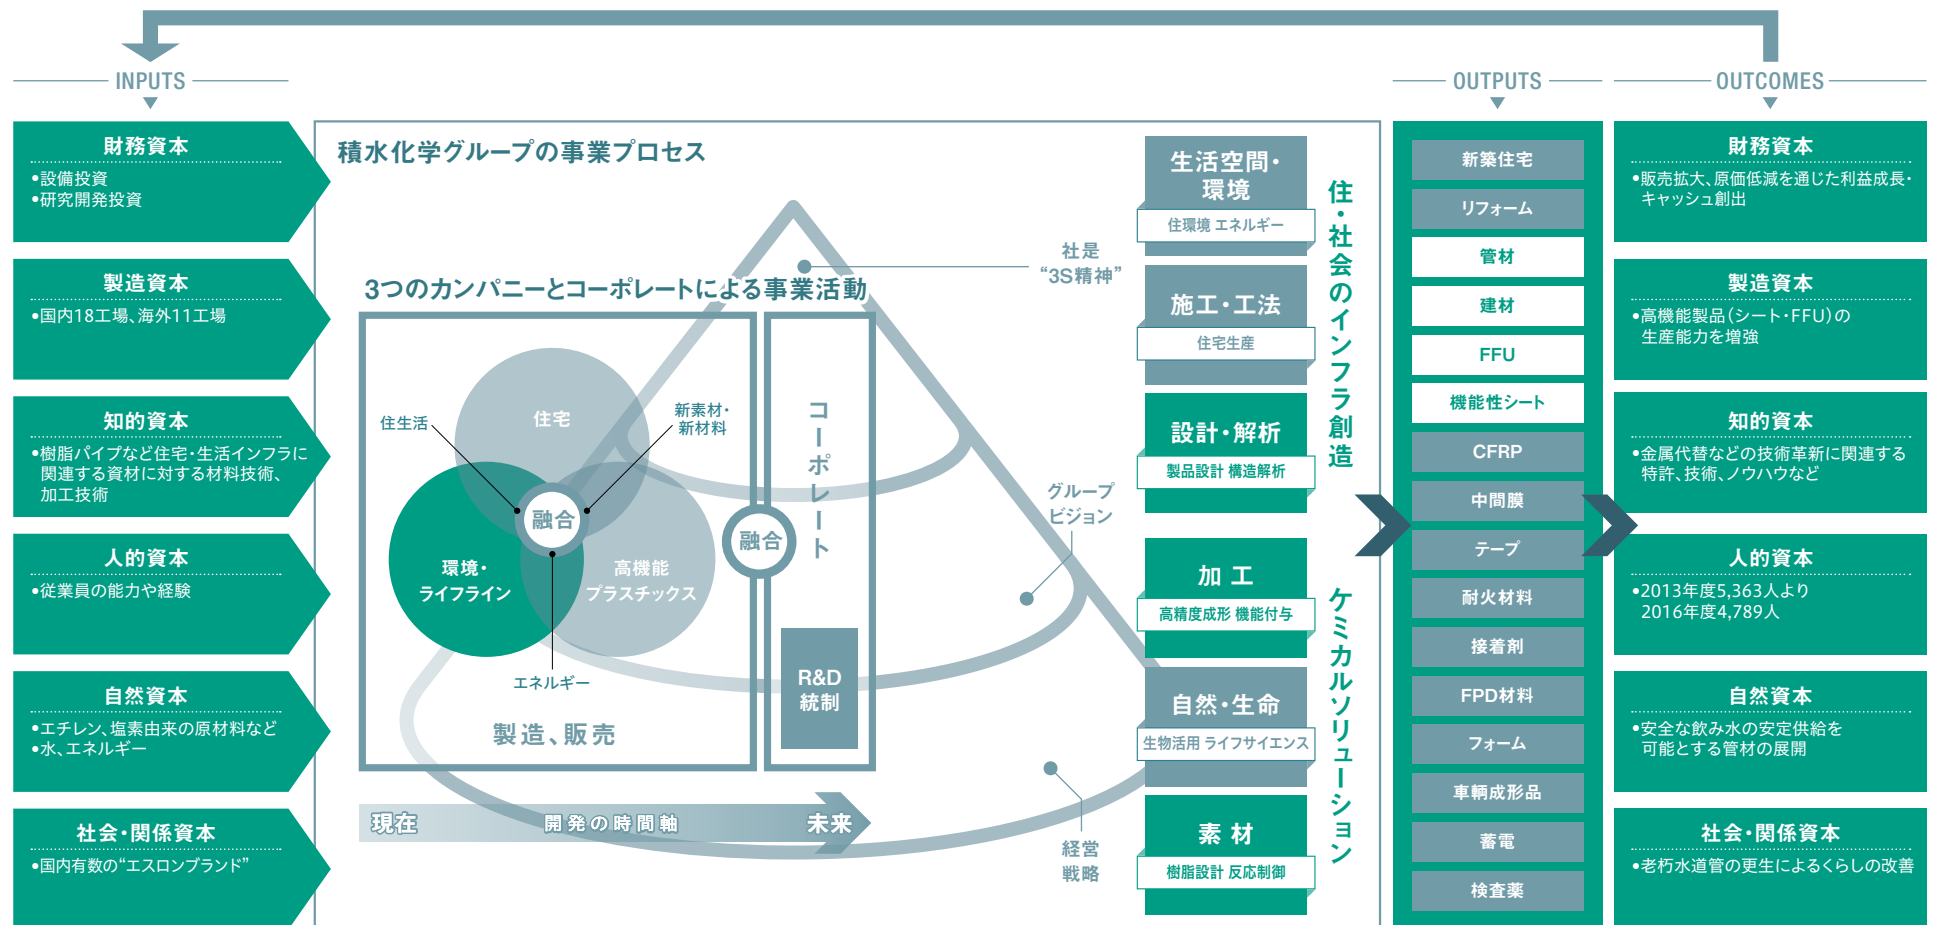 INPUTS
財務資本
•設備投資
•研究開発投資
製造資本
•国内18工場、海外11工場
知的資本
•樹脂パイプなど住宅・生活インフラに
関連する資材に対する材料技術、
加工技術
人的資本
•従業員の能力や経験
自然資本
•エチレン、塩素由来の原材料など
•水、エネルギー
社会・関係資本
•国内有数の“エスロンブランド”
積水化学グループの事業プロセス
3つのカンパニーとコーポレートによる事業活動
住生活
住宅
新素材・
新材料
融合
環境・
ライフライン
高機能
プラスチックス
エネルギー
製造、販売
コーポレート
融合
R&D
統制
現在
開発の時間軸
未来
社是
“3S精神”
グループ
ビジョン
経営
戦略
生活空間・
環境
住環境 エネルギー
施工・工法
住宅生産
設計・解析
製品設計 構造解析
加工
高精度成形 機能付与
自然・生命
生物活用 ライフサイエンス
素材
樹脂設計 反応制御
住・社会のインフラ創造
ケミカルソリューション
OUTPUTS
新築住宅
リフォーム
管材
建材
FFU
機能性シート
CFRP
中間膜
テープ
耐火材料
接着剤
FPD材料
フォーム
車輌成形品
蓄電
検査薬
OUTCOMES
財務資本
•販売拡大、原価低減を通じた利益成長・
キャッシュ創出
製造資本
•高機能製品（シート・FFU）の
生産能力を増強
知的資本
•金属代替などの技術革新に関連する
特許、技術、ノウハウなど
人的資本
•2013年度5,363人より
2016年度4,789人
自然資本
•安全な飲み水の安定供給を
可能とする管材の展開
社会・関係資本
•老朽水道管の更生によるくらしの改善